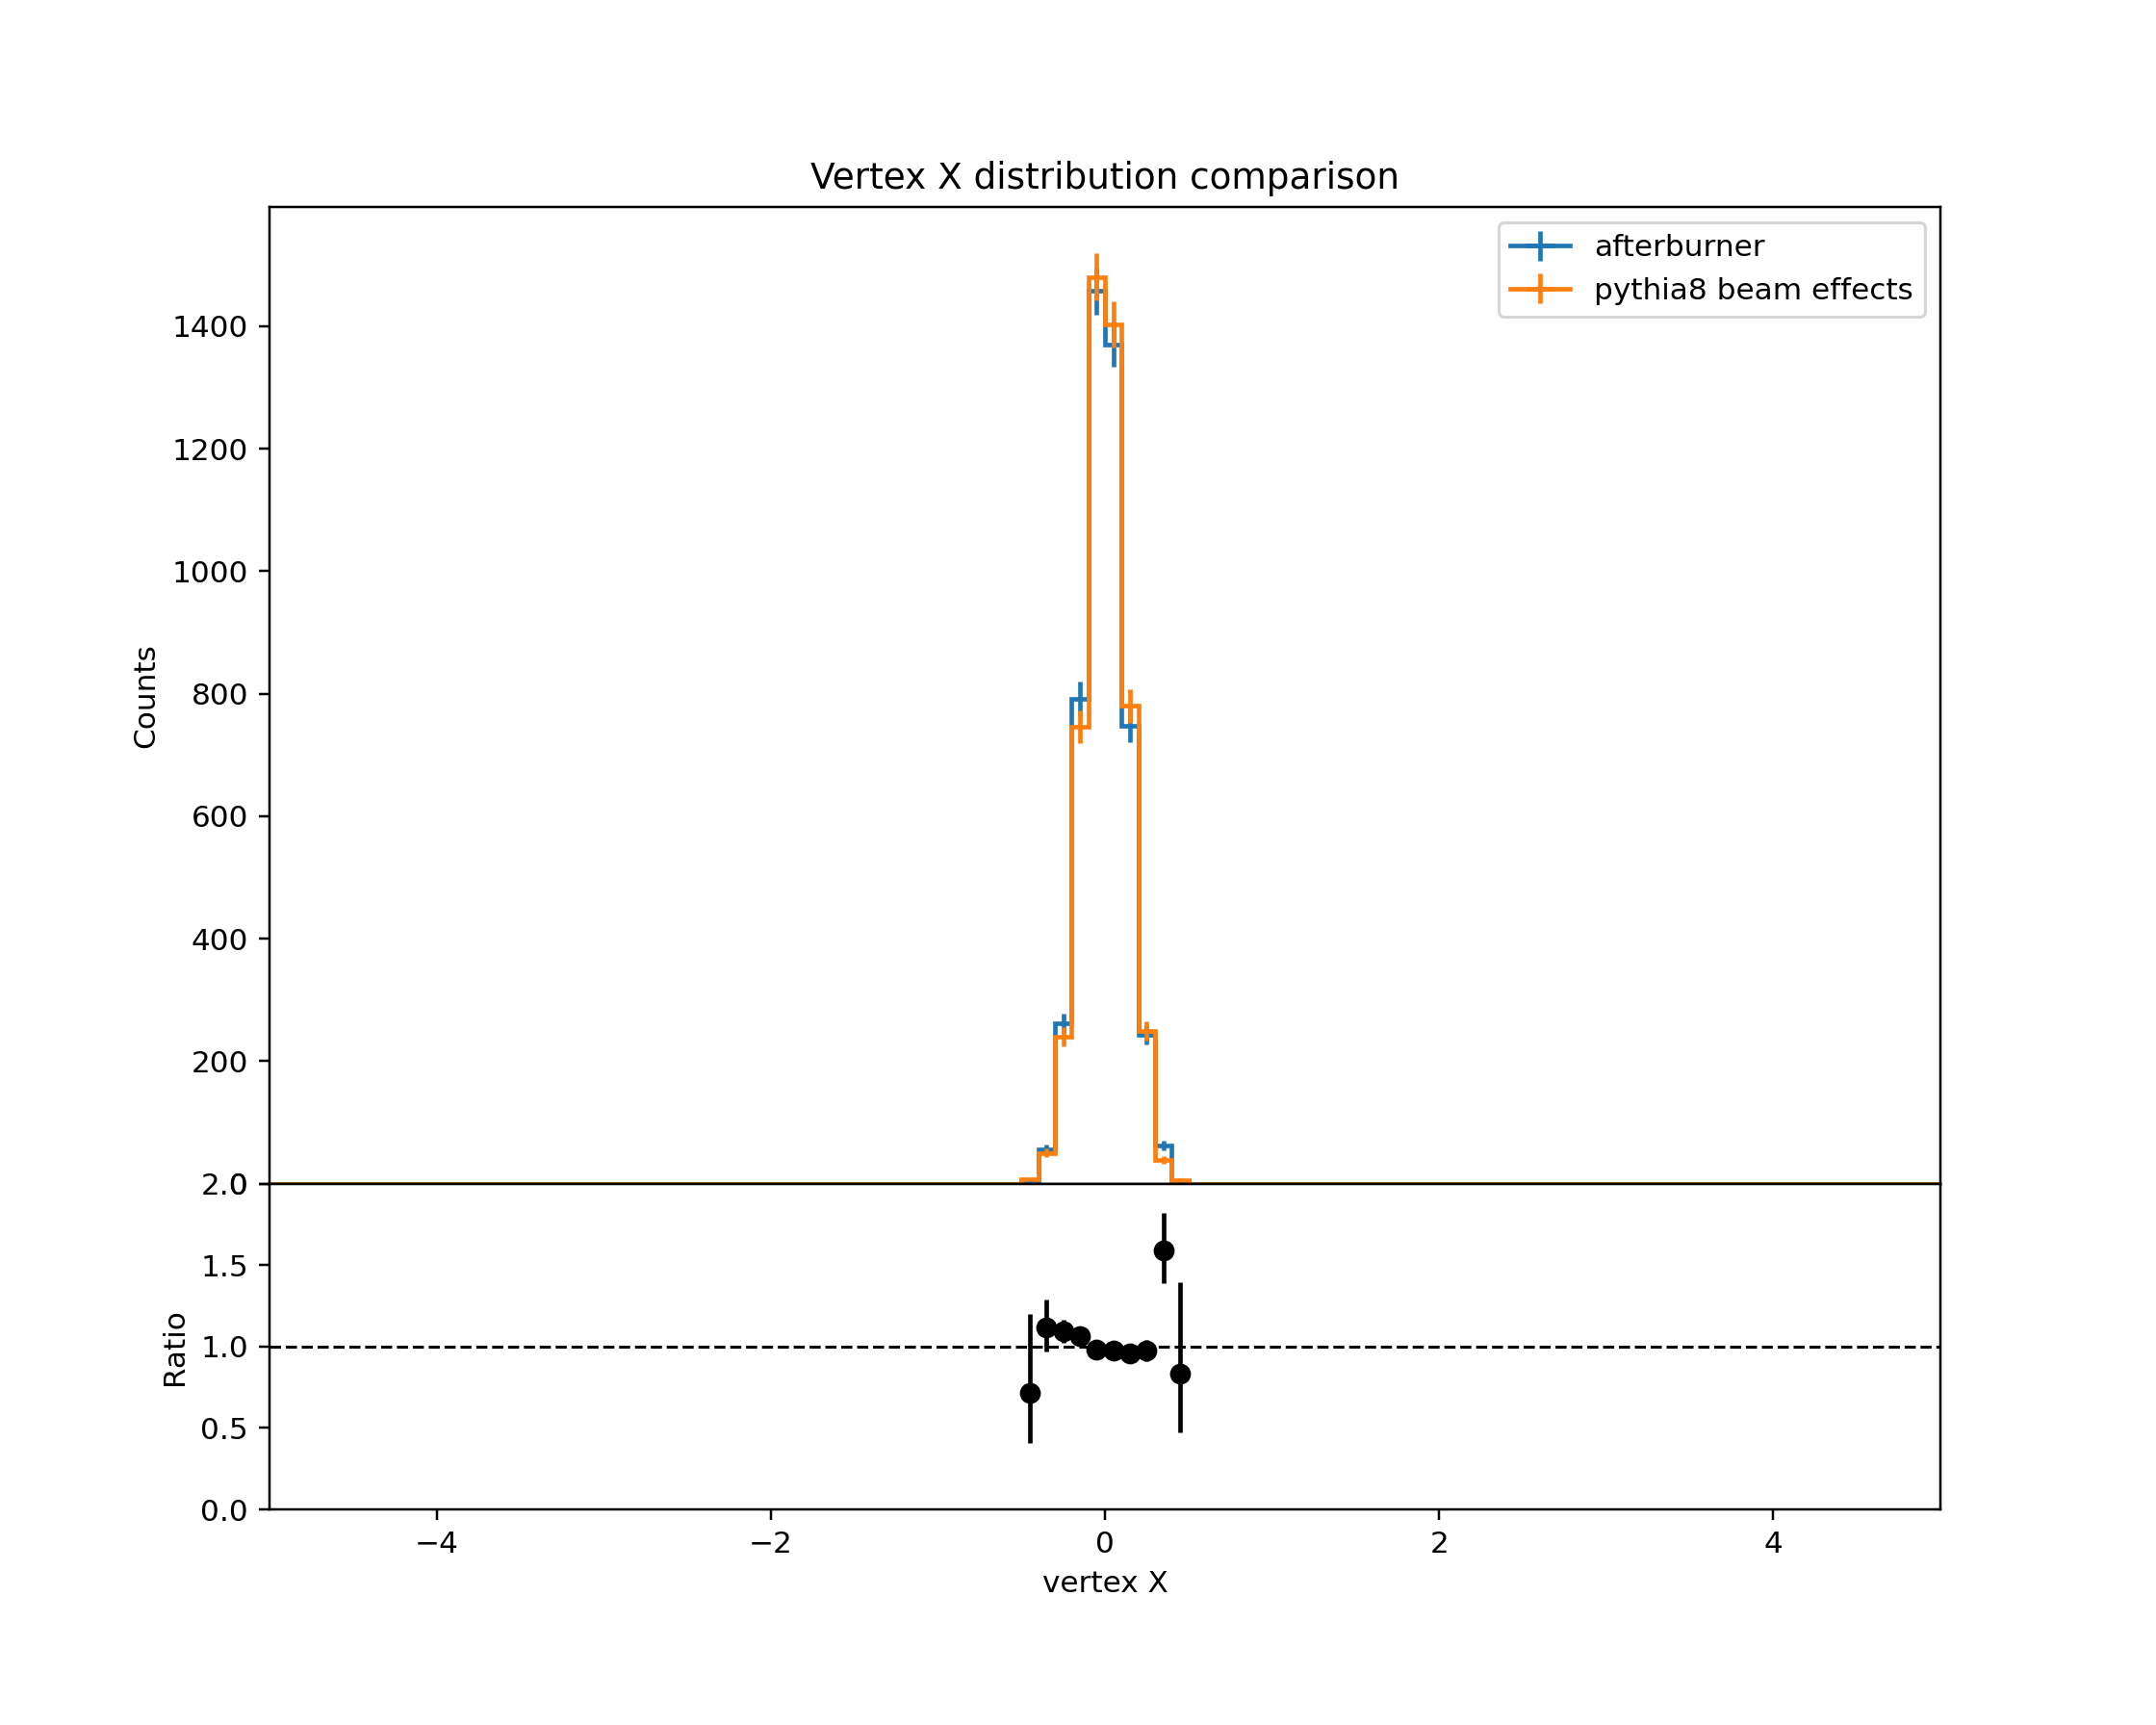 Vertex X distribution comparison
afterburner
pythia8 beam effects
Counts
1400
1200
1000
800
600
400
200
2.0
1.5
1.0
0.5
0.0
Ratio
−4 −2 0 2 4
vertex X